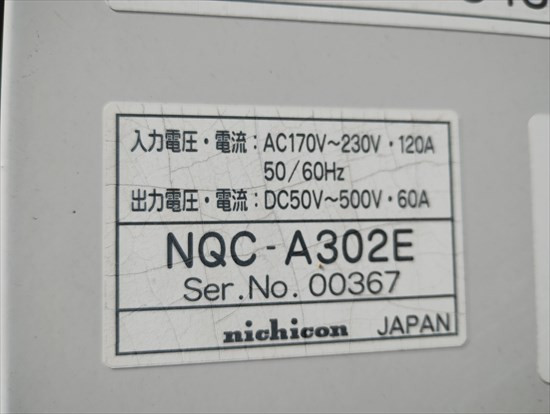 入力電圧・電流：AC170V～230V・120A
50/60Hz
出力電圧・電流：DC50V～500V・60A
NQC-A302E
Ser.No. 00367
nichicon JAPAN